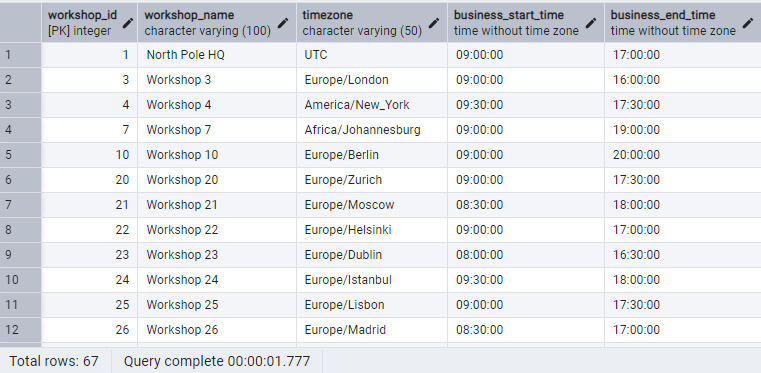 workshop_id workshop_name timezone business_start_time business_end_time
[PK] integer character varying (100) character varying (50) time without time zone time without time zone
1 1 North Pole HQ UTC 09:00:00 17:00:00
2 3 Workshop 3 Europe/London 09:00:00 16:00:00
3 4 Workshop 4 America/New_York 09:30:00 17:30:00
4 7 Workshop 7 Africa/Johannesburg 09:00:00 19:00:00
5 10 Workshop 10 Europe/Berlin 09:00:00 20:00:00
6 20 Workshop 20 Europe/Zurich 09:00:00 17:30:00
7 21 Workshop 21 Europe/Moscow 08:30:00 18:00:00
8 22 Workshop 22 Europe/Helsinki 09:00:00 17:00:00
9 23 Workshop 23 Europe/Dublin 08:00:00 16:30:00
10 24 Workshop 24 Europe/Istanbul 09:30:00 18:00:00
11 25 Workshop 25 Europe/Lisbon 09:00:00 17:30:00
12 26 Workshop 26 Europe/Madrid 08:30:00 17:00:00
Total rows: 67 Query complete 00:00:01.777